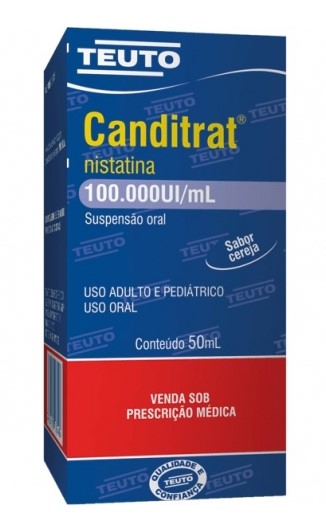 TEUTO
Canditrat®
nistatina
100.000UI/mL
Suspensão oral
Sabor
cereja
USO ADULTO E PEDIÁTRICO
USO ORAL
Conteúdo 50mL
VENDA SOB
PRESCRIÇÃO MÉDICA
QUALIDADE E
TEUTO
CONFIANÇA